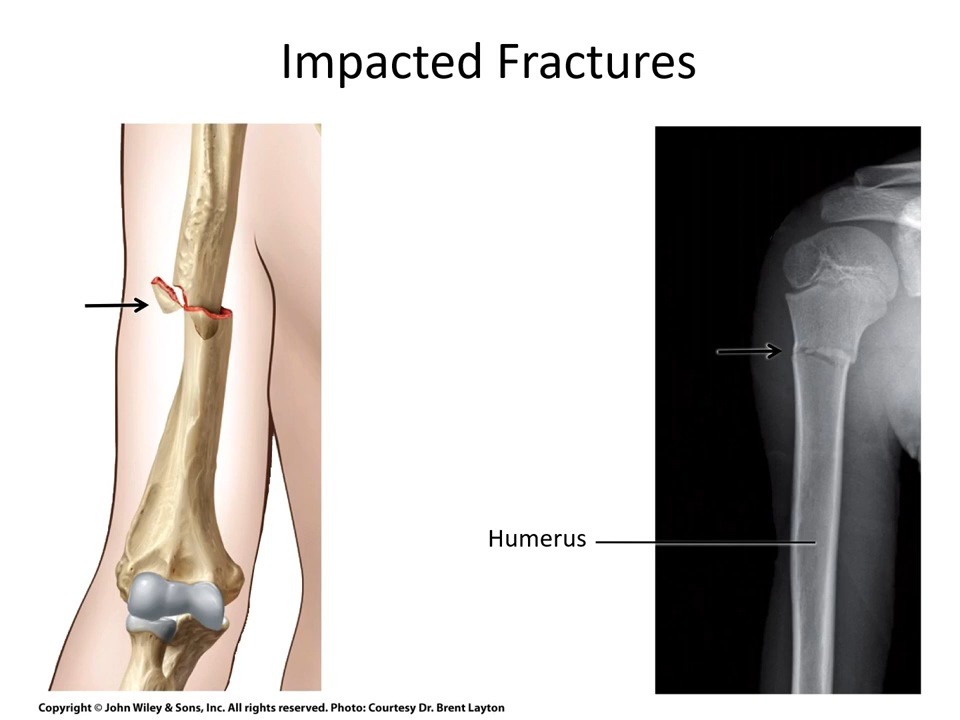 Impacted Fractures
Humerus
Copyright © John Wiley & Sons, Inc. All rights reserved. Photo: Courtesy Dr. Brent Layton